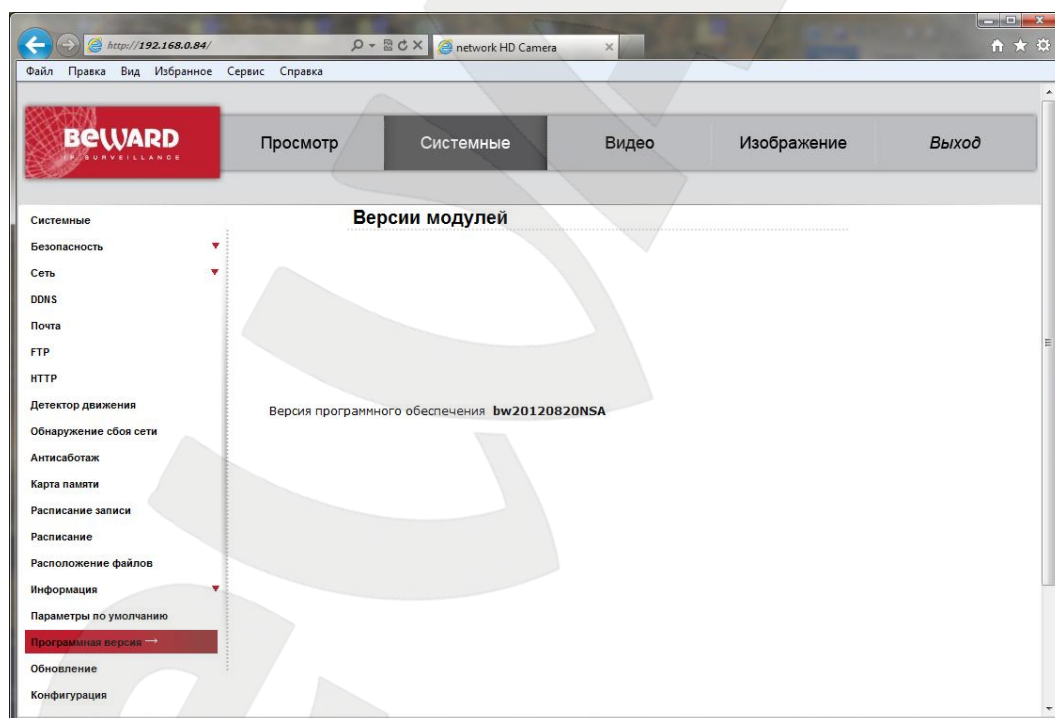 http://192.168.0.84/
network HD Camera
Файл Правка Вид Избранное Сервис Справка
BEWARD
IP SURVEILLANCE
Просмотр Системные Видео Изображение Выход
Системные
Безопасность
Сеть
DDNS
Почта
FTP
HTTP
Детектор движения
Обнаружение сбоя сети
Антисаботаж
Карта памяти
Расписание записи
Расписание
Расположение файлов
Информация
Параметры по умолчанию
Программная версия →
Обновление
Конфигурация
Версии модулей
Версия программного обеспечения bw20120820NSA